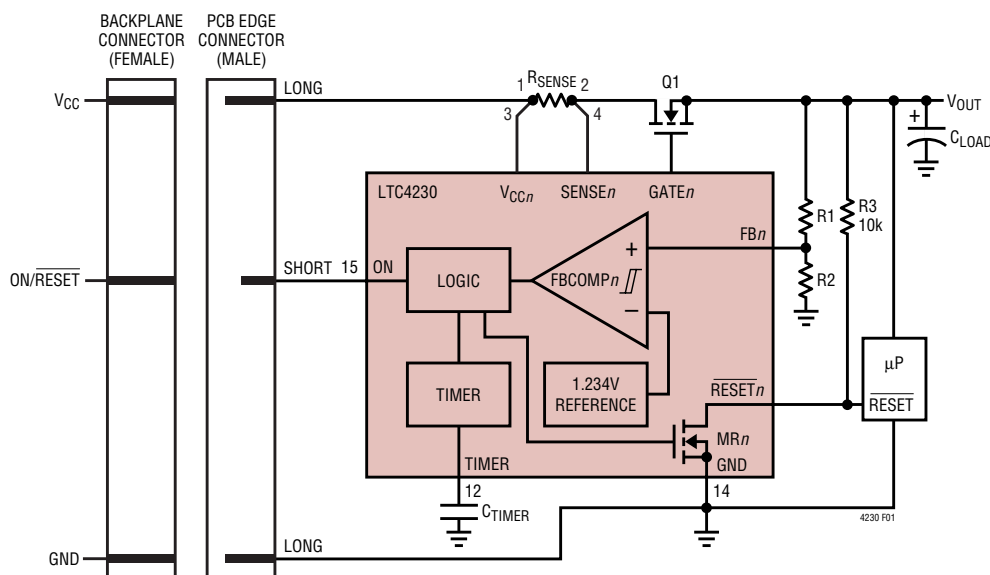 BACKPLANE
CONNECTOR
(FEMALE)
PCB EDGE
CONNECTOR
(MALE)
LONG
1 RSENSE 2
3 4
Q1
VCC
VOUT
+
CLOAD
LTC4230
VCCn
SENSEn
GATEn
R1
R3
10k
FBn
ON/RESET
SHORT 15 ON
LOGIC
+
FBCOMPn
–
R2
µP
RESET
TIMER
1.234V
REFERENCE
RESETn
MRn
GND
TIMER
12
14
CTIMER
4230 F01
GND
LONG